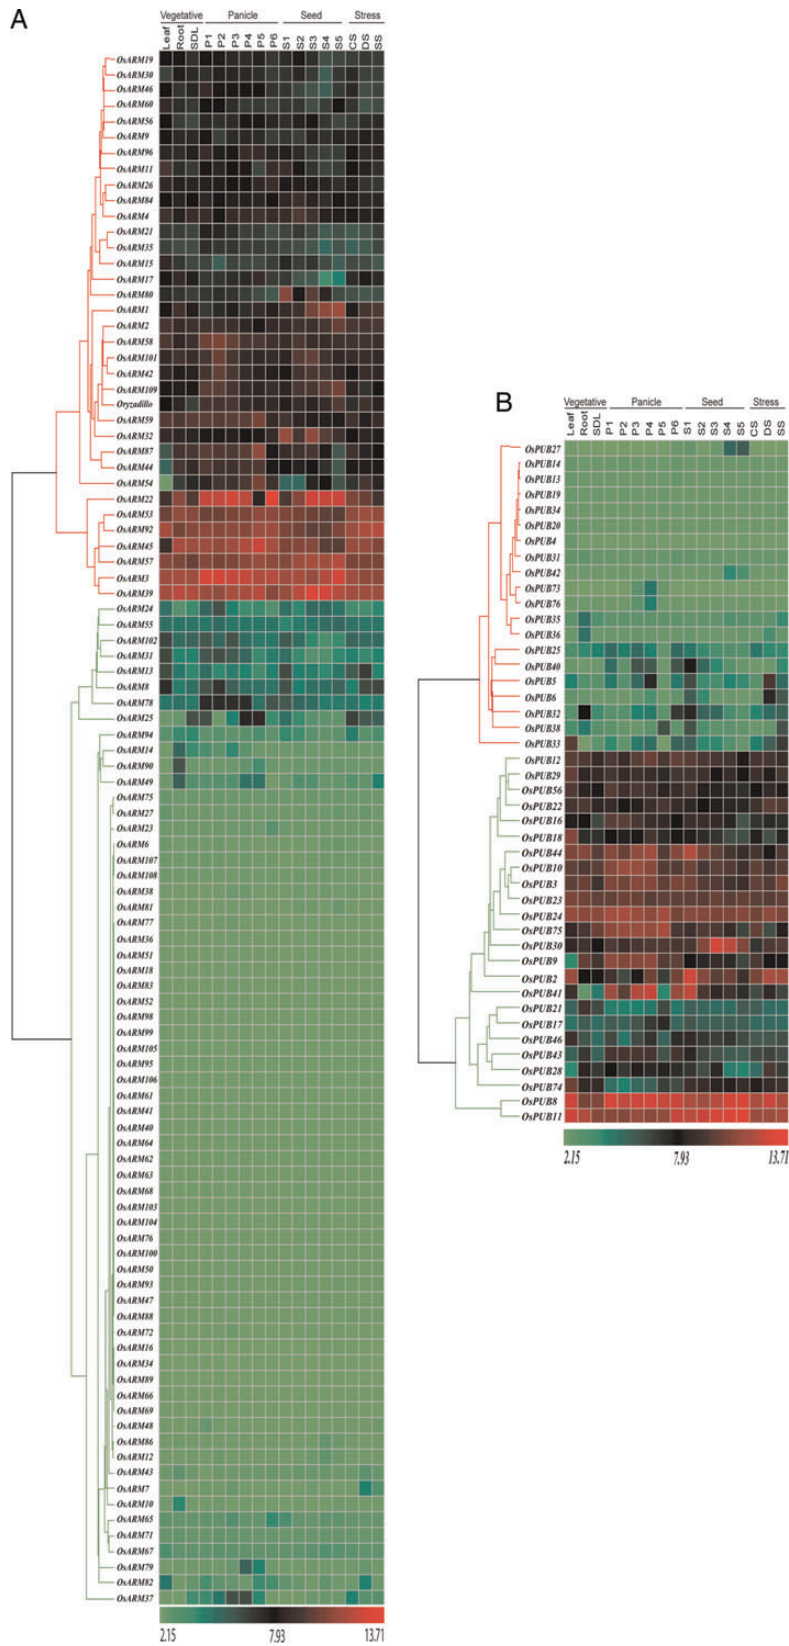 A
Vegetative Panicle Seed Stress
Leaf Root SDL P1 P2 P3 P4 P5 P6 S1 S2 S3 S4 S5 CS DS SS
OsARM19
OsARM30
OsARM46
OsARM60
OsARM56
OsARM9
OsARM96
OsARM11
OsARM26
OsARM84
OsARM4
OsARM21
OsARM35
OsARM15
OsARM17
OsARM80
OsARM1
OsARM2
OsARM58
OsARM101
OsARM42
OsARM109
Oryzadillo
OsARM59
OsARM32
OsARM87
OsARM44
OsARM54
OsARM22
OsARM53
OsARM92
OsARM45
OsARM57
OsARM3
OsARM39
OsARM24
OsARM55
OsARM102
OsARM31
OsARM13
OsARM8
OsARM78
OsARM25
OsARM94
OsARM14
OsARM90
OsARM49
OsARM75
OsARM27
OsARM23
OsARM6
OsARM107
OsARM108
OsARM38
OsARM81
OsARM77
OsARM36
OsARM51
OsARM18
OsARM83
OsARM52
OsARM98
OsARM99
OsARM105
OsARM95
OsARM106
OsARM61
OsARM41
OsARM40
OsARM64
OsARM62
OsARM63
OsARM68
OsARM103
OsARM104
OsARM76
OsARM100
OsARM50
OsARM93
OsARM47
OsARM88
OsARM72
OsARM16
OsARM34
OsARM89
OsARM66
OsARM69
OsARM48
OsARM86
OsARM12
OsARM43
OsARM7
OsARM10
OsARM65
OsARM71
OsARM67
OsARM79
OsARM82
OsARM37
2.15 7.93 13.71
B
Vegetative Panicle Seed Stress
Leaf Root SDL P1 P2 P3 P4 P5 P6 S1 S2 S3 S4 S5 CS DS SS
OsPUB27
OsPUB14
OsPUB13
OsPUB19
OsPUB34
OsPUB20
OsPUB4
OsPUB31
OsPUB42
OsPUB73
OsPUB76
OsPUB35
OsPUB36
OsPUB25
OsPUB40
OsPUB5
OsPUB6
OsPUB32
OsPUB38
OsPUB33
OsPUB12
OsPUB29
OsPUB56
OsPUB22
OsPUB16
OsPUB18
OsPUB44
OsPUB10
OsPUB3
OsPUB23
OsPUB24
OsPUB75
OsPUB30
OsPUB9
OsPUB2
OsPUB41
OsPUB21
OsPUB17
OsPUB46
OsPUB43
OsPUB28
OsPUB74
OsPUB8
OsPUB11
2.15 7.93 13.71